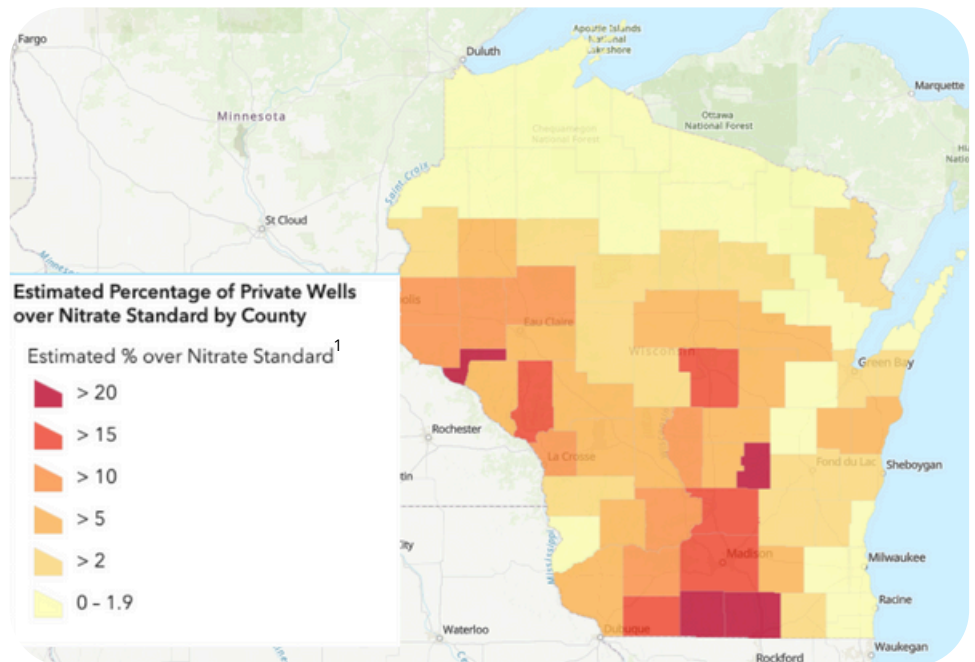 Fargo
Duluth
Apostle Islands
National
Lakeshore
Marquette
Minnesota
Ottawa
National Forest
Chequamegon
National Forest
Saint Croix
St Cloud
Estimated Percentage of Private Wells
over Nitrate Standard by County
Estimated % over Nitrate Standard1
> 20
> 15
> 10
> 5
> 2
0 – 1.9
Eau Claire
Wisconsin
Green Bay
Rochester
La Crosse
Fond du Lac
Sheboygan
Mississippi
Madison
Milwaukee
Racine
Waterloo
Dubuque
Rockford
Waukegan